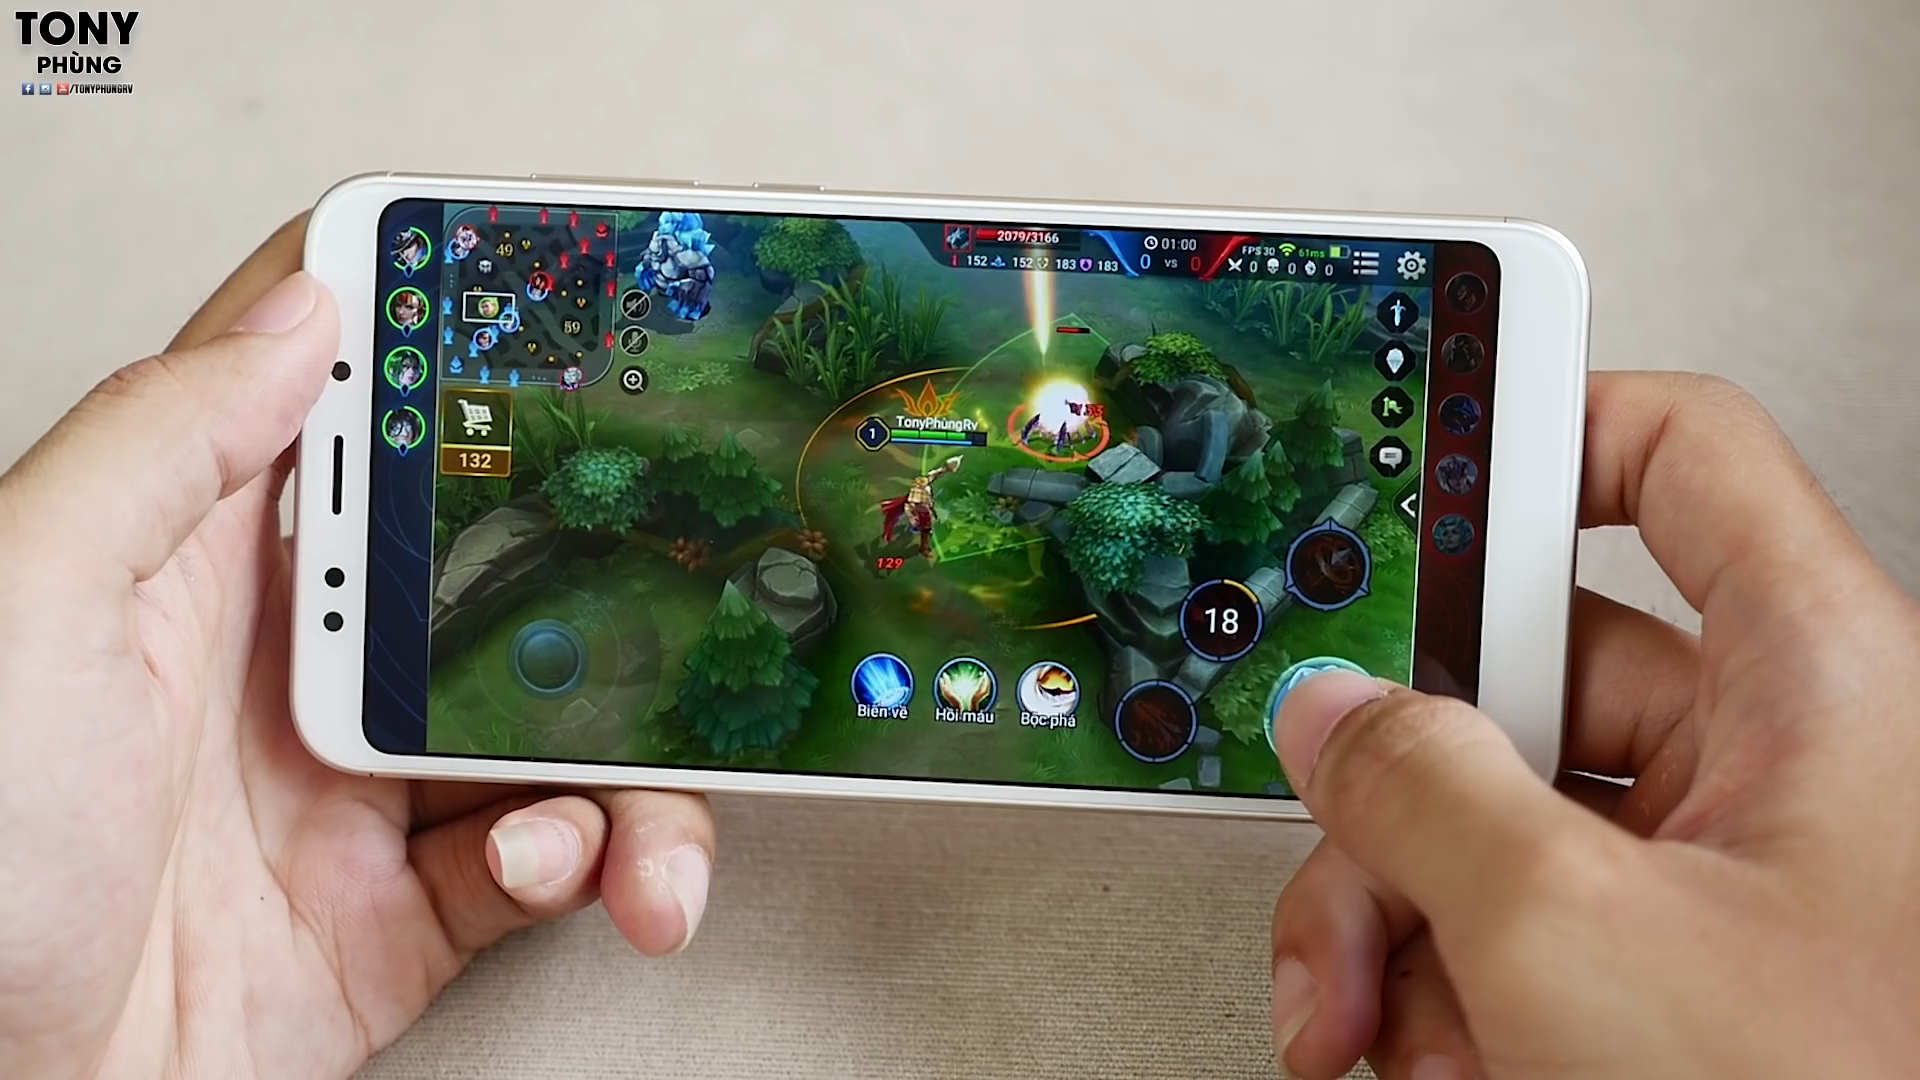 TONY
PHÙNG
/TONYPHUNGRV
49
59
132
2079/3166
152 152 183 183
01:00
0 VS 0
FPS 30 61ms
0 0 0
1
TonyPhùngRv
129
18
Biến về
Hồi máu
Bộc phá